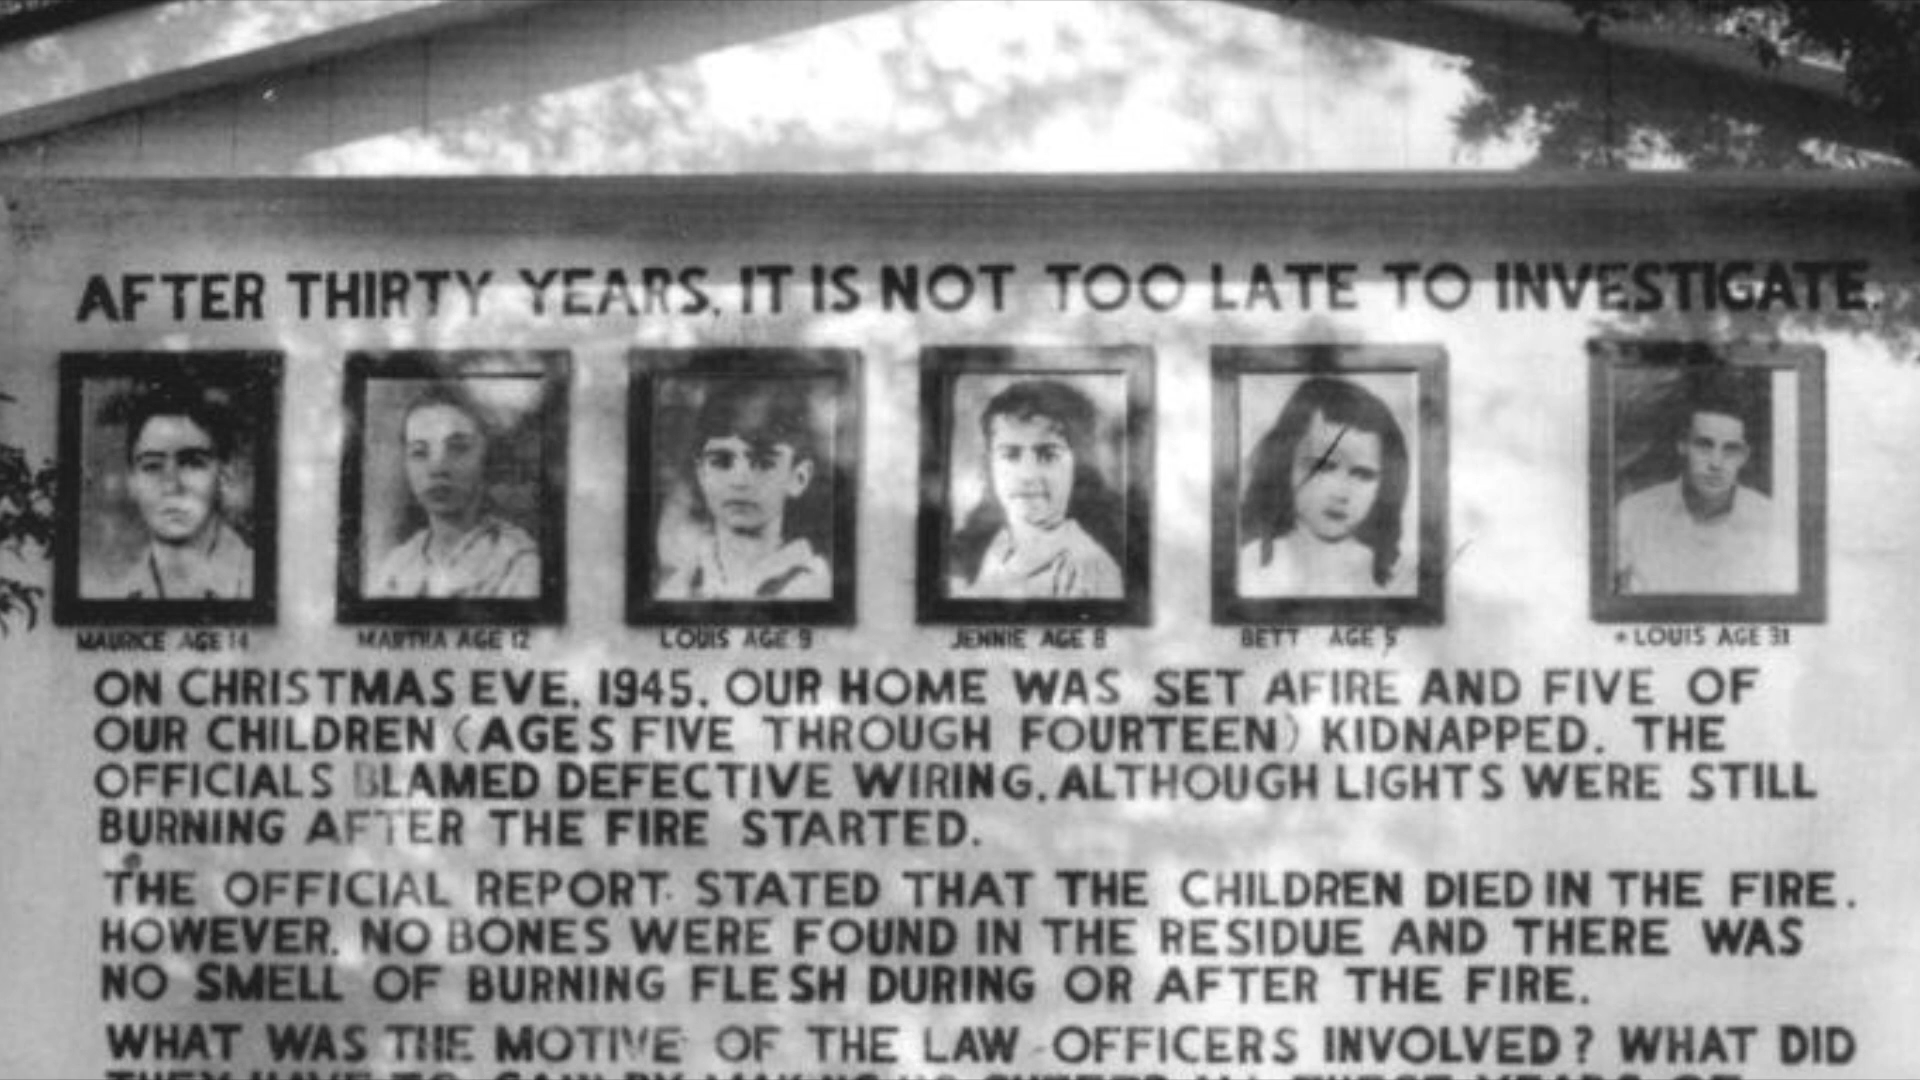 AFTER THIRTY YEARS, IT IS NOT TOO LATE TO INVESTIGATE.
MAURICE AGE 14 MARTHA AGE 12 LOUIS AGE 9 JENNIE AGE 8 BETT AGE 5 * LOUIS AGE 31
ON CHRISTMAS EVE, 1945, OUR HOME WAS SET AFIRE AND FIVE OF
OUR CHILDREN (AGES FIVE THROUGH FOURTEEN) KIDNAPPED. THE
OFFICIALS BLAMED DEFECTIVE WIRING, ALTHOUGH LIGHTS WERE STILL
BURNING AFTER THE FIRE STARTED.
THE OFFICIAL REPORT STATED THAT THE CHILDREN DIED IN THE FIRE.
HOWEVER, NO BONES WERE FOUND IN THE RESIDUE AND THERE WAS
NO SMELL OF BURNING FLESH DURING OR AFTER THE FIRE.
WHAT WAS THE MOTIVE OF THE LAW OFFICERS INVOLVED? WHAT DID